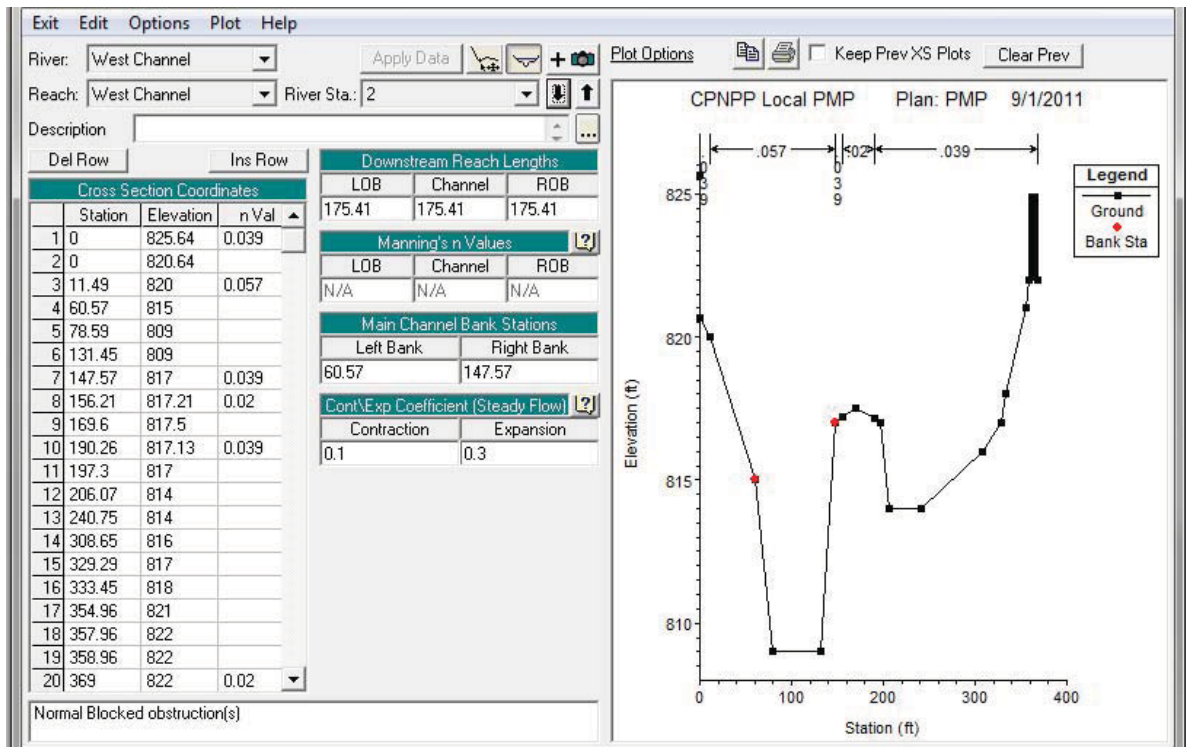 Exit Edit Options Plot Help
River: West Channel
Apply Data
Reach: West Channel River Sta.: 2
Description
...
Del Row Ins Row
Cross Section Coordinates
Station Elevation n Val
1 0 825.64 0.039
2 0 820.64
3 11.49 820 0.057
4 60.57 815
5 78.59 809
6 131.45 809
7 147.57 817 0.039
8 156.21 817.21 0.02
9 169.6 817.5
10 190.26 817.13 0.039
11 197.3 817
12 206.07 814
13 240.75 814
14 308.65 816
15 329.29 817
16 333.45 818
17 354.96 821
18 357.96 822
19 358.96 822
20 369 822 0.02
Downstream Reach Lengths
LOB Channel ROB
175.41 175.41 175.41
Manning's n Values
LOB Channel ROB
N/A N/A N/A
Main Channel Bank Stations
Left Bank Right Bank
60.57 147.57
Cont\Exp Coefficient (Steady Flow)
Contraction Expansion
0.1 0.3
Normal Blocked obstruction(s)
Plot Options Keep Prev XS Plots Clear Prev
CPNPP Local PMP Plan: PMP 9/1/2011
.039 .057 .039 .02 .039
825
820
815
810
Elevation (ft)
0 100 200 300 400
Station (ft)
Legend
Ground
Bank Sta